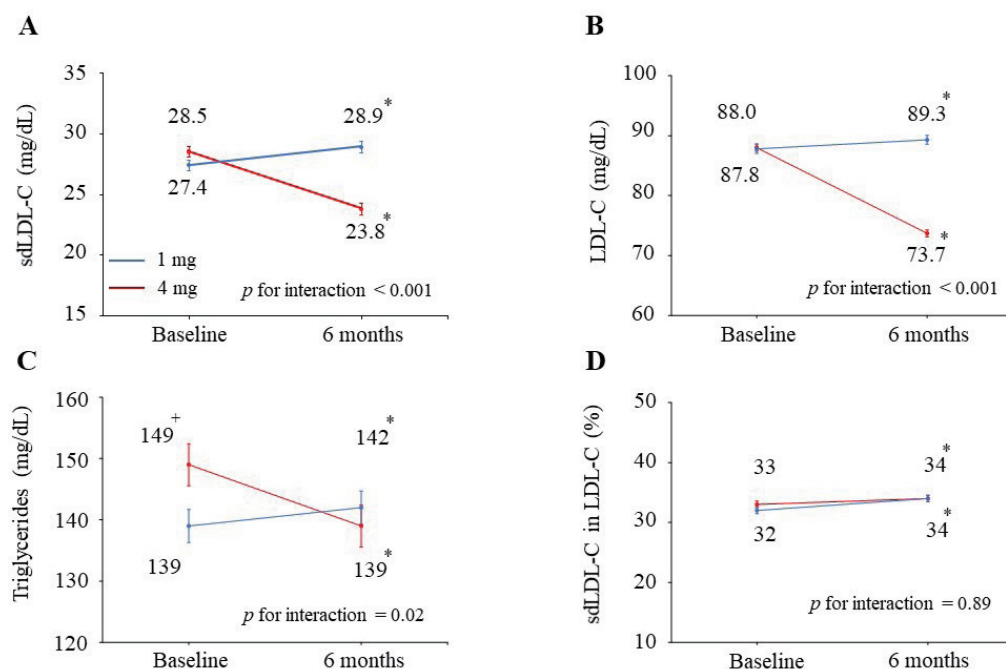 A
sdLDL-C (mg/dL)
35
30
25
20
15
28.5
27.4
28.9*
23.8*
1 mg
4 mg
p for interaction < 0.001
Baseline
6 months
B
LDL-C (mg/dL)
100
90
80
70
60
88.0
87.8
89.3*
73.7*
p for interaction < 0.001
Baseline
6 months
C
Triglycerides (mg/dL)
160
150
140
130
120
149+
139
142*
139*
p for interaction = 0.02
Baseline
6 months
D
sdLDL-C in LDL-C (%)
50
40
30
20
10
33
32
34*
34*
p for interaction = 0.89
Baseline
6 months